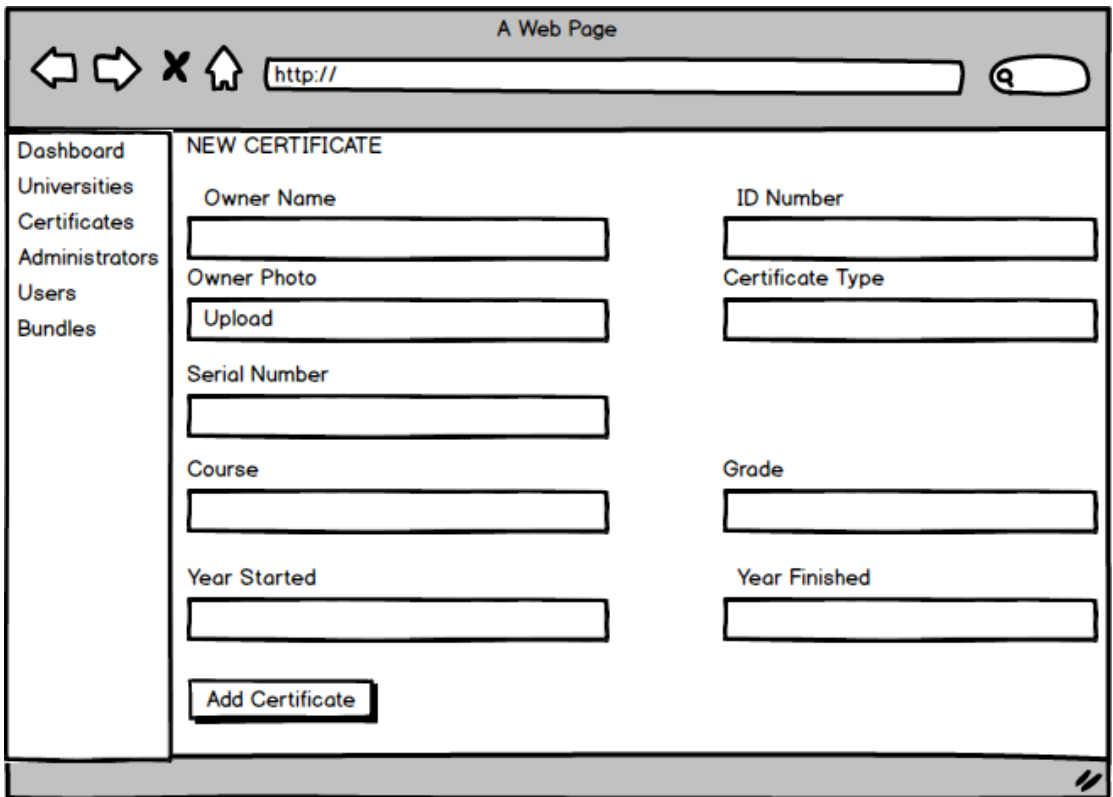 A Web Page
http://
Dashboard
Universities
Certificates
Administrators
Users
Bundles
NEW CERTIFICATE
Owner Name
ID Number
Owner Photo
Certificate Type
Upload
Serial Number
Course
Grade
Year Started
Year Finished
Add Certificate